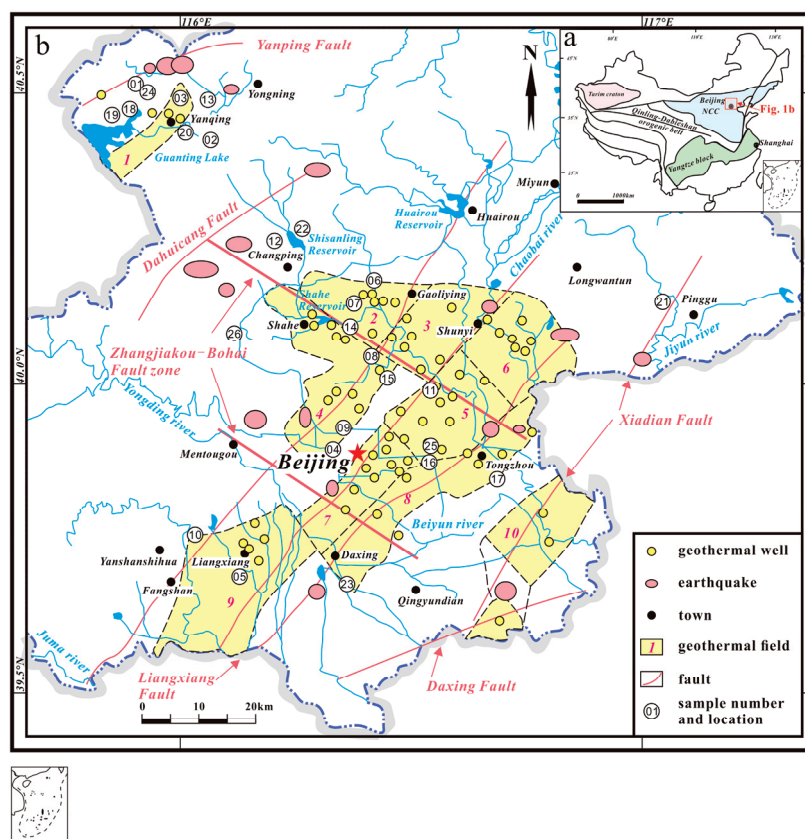 116°E
117°E
b
Yanping Fault
N
40.5°N
01
24
03
13
Yongning
19
18
Yanqing
20
02
Guanting Lake
1
a
Tarim craton
Beijing
NCC
Fig. 1b
Qinling-Dabieshan
orogenic belt
Shanghai
Yangtze block
0
1000km
Miyun
Huairou
Reservoir
Huairou
Dahuicang Fault
22
12
Shisanling
Reservoir
Changping
Chaobai river
Longwantun
06
07
Gaoliying
21
Pinggu
Shahe
Reservoir
2
3
Shahe
14
Shunyi
Jiyun river
26
08
6
40.0°N
Zhangjiakou-Bohai
Fault zone
15
11
4
5
Xiadian Fault
Yongding river
09
04
25
Mentougou
Beijing
16
Tongzhou
17
8
7
Beiyun river
10
10
Yanshanshihua
Liangxiang
Daxing
05
Fangshan
23
Qingyundian
9
Juma river
Liangxiang
Fault
Daxing Fault
39.5°N
0
10
20km
geothermal well
earthquake
town
1
geothermal field
fault
01
sample number
and location